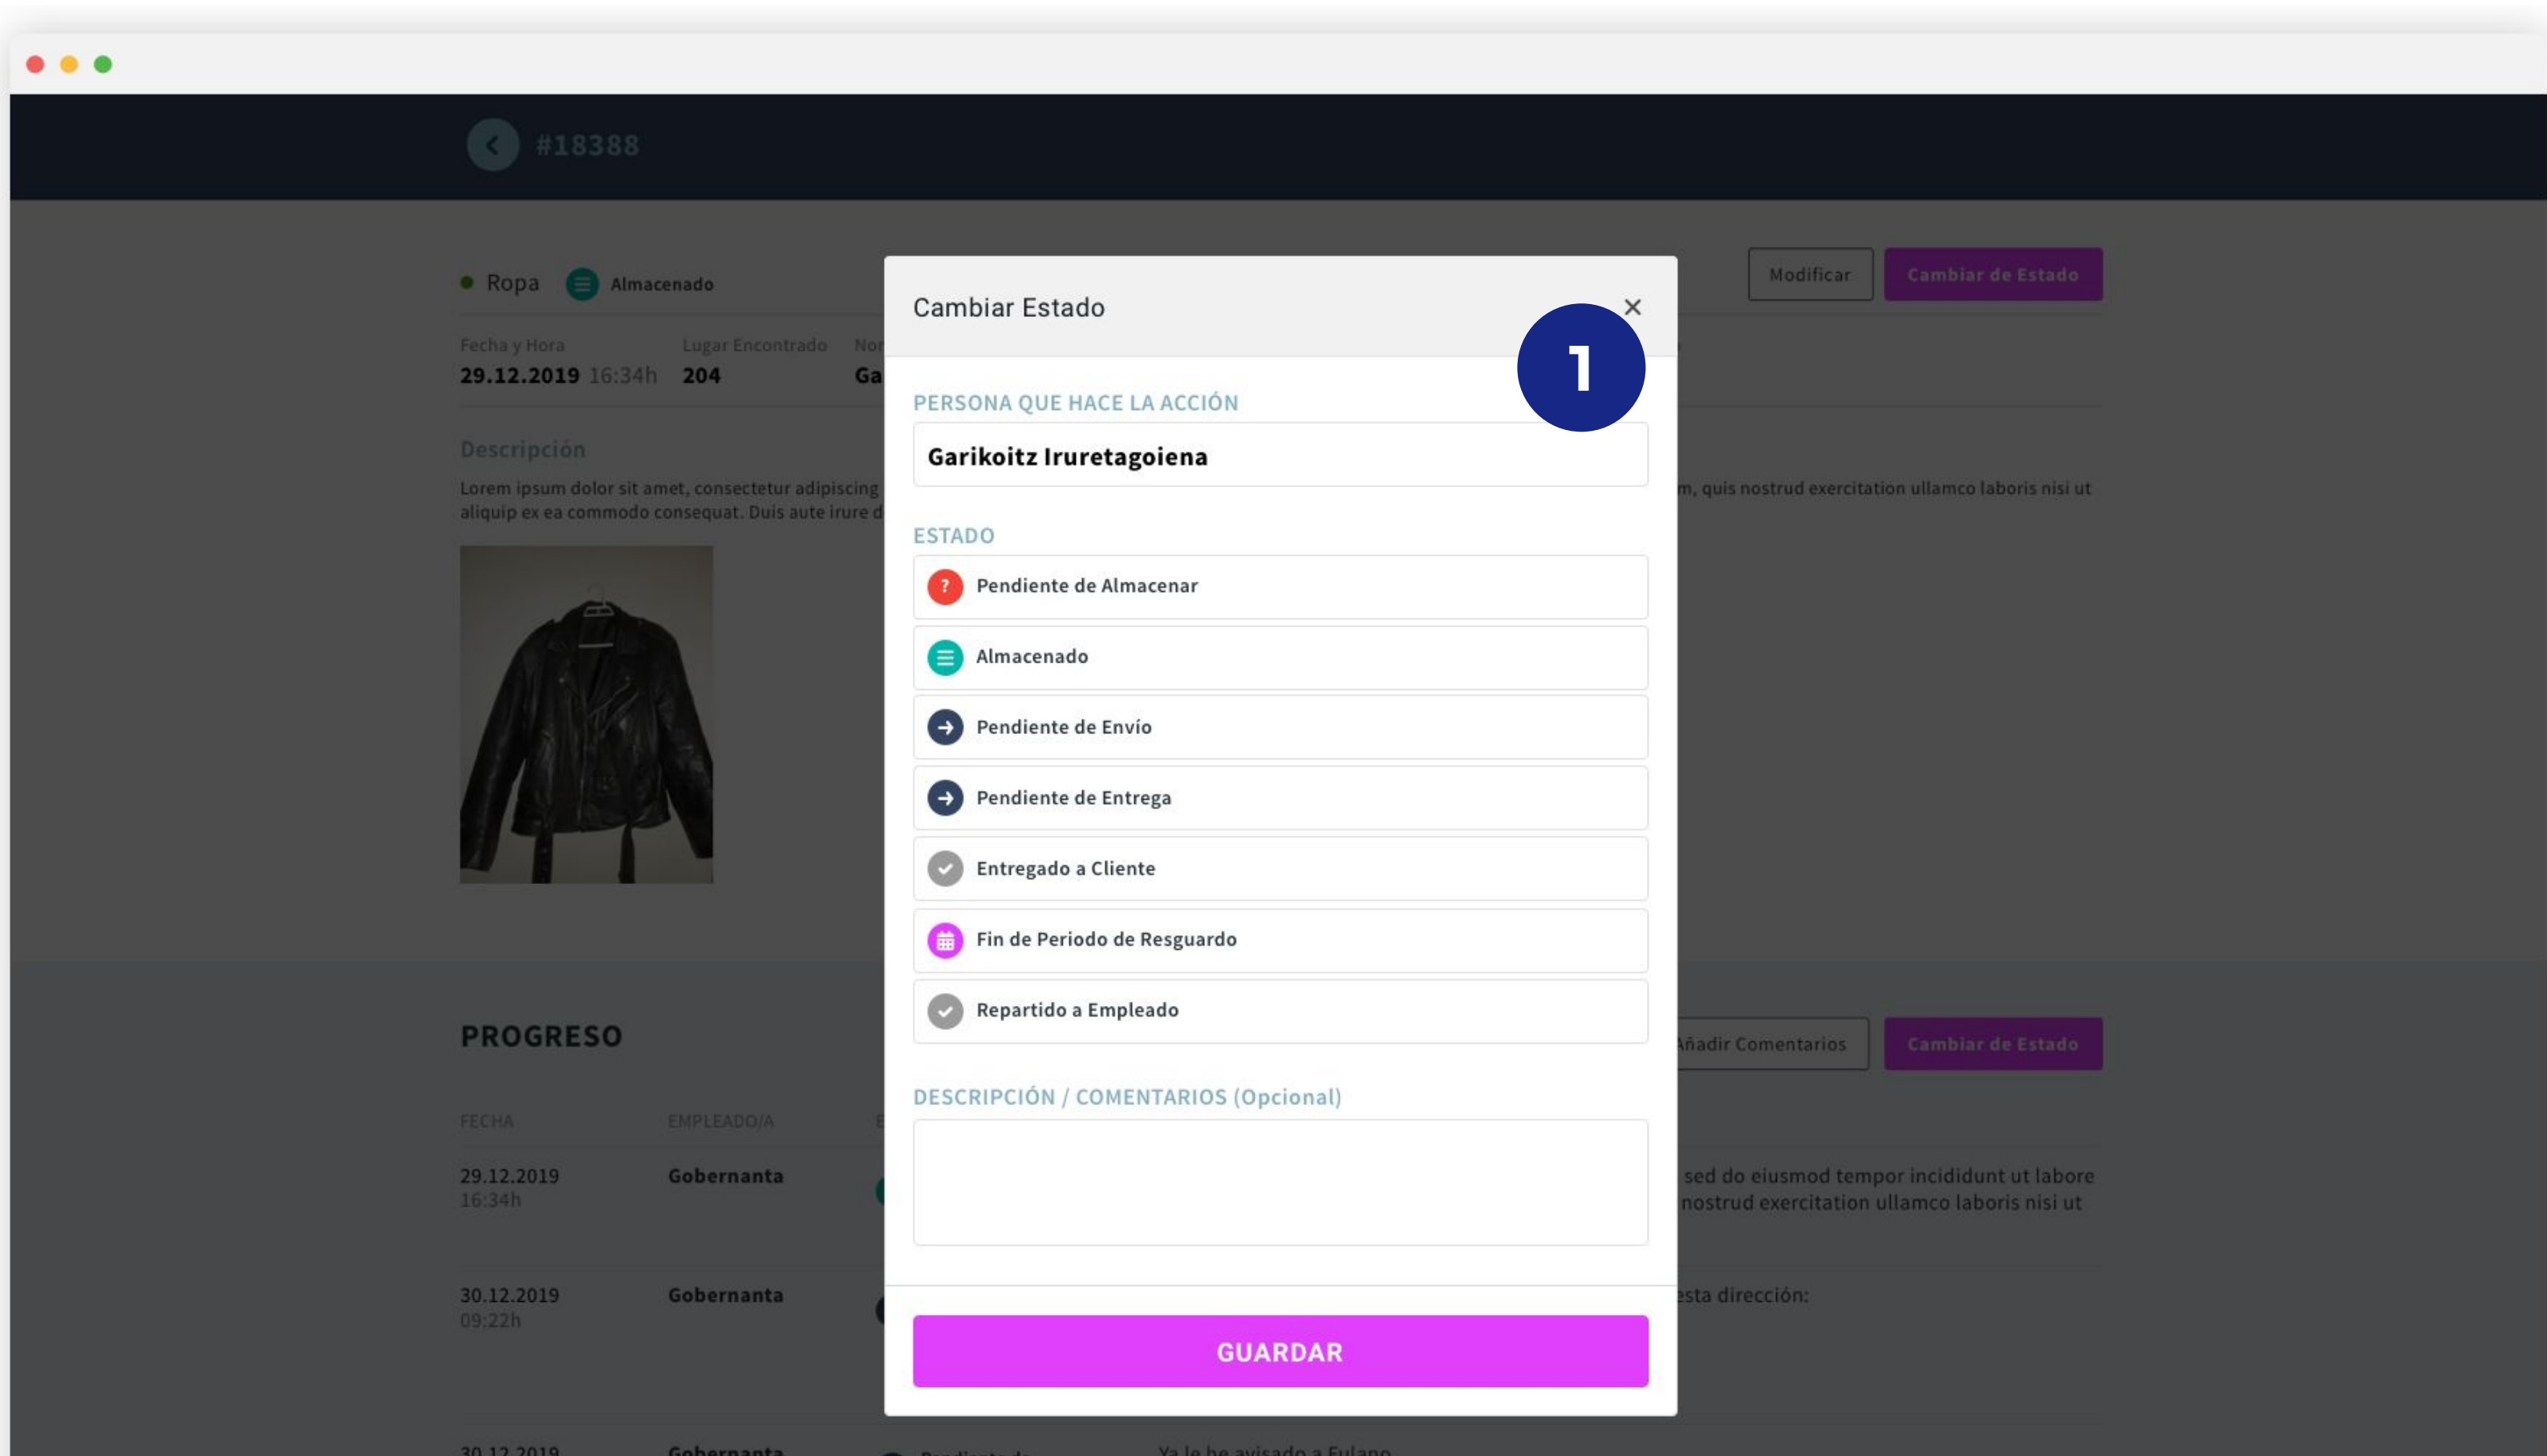 #18388
Ropa Almacenado
Modificar Cambiar de Estado
Fecha y Hora Lugar Encontrado
29.12.2019 16:34h 204
Descripción
Lorem ipsum dolor sit amet, consectetur adipiscing
m, quis nostrud exercitation ullamco laboris nisi ut
aliquip ex ea commodo consequat. Duis aute irure
Cambiar Estado
1
PERSONA QUE HACE LA ACCIÓN
Garikoitz Iruretagoiena
ESTADO
? Pendiente de Almacenar
Almacenado
Pendiente de Envío
Pendiente de Entrega
Entregado a Cliente
Fin de Periodo de Resguardo
Repartido a Empleado
DESCRIPCIÓN / COMENTARIOS (Opcional)
GUARDAR
PROGRESO
Añadir Comentarios Cambiar de Estado
FECHA EMPLEADO/A
29.12.2019 Gobernanta
16:34h
sed do eiusmod tempor incididunt ut labore
nostrud exercitation ullamco laboris nisi ut
30.12.2019 Gobernanta
09:22h
esta dirección:
30.12.2019 Gobernanta Pendiente de Ya le he avisado a Fulano